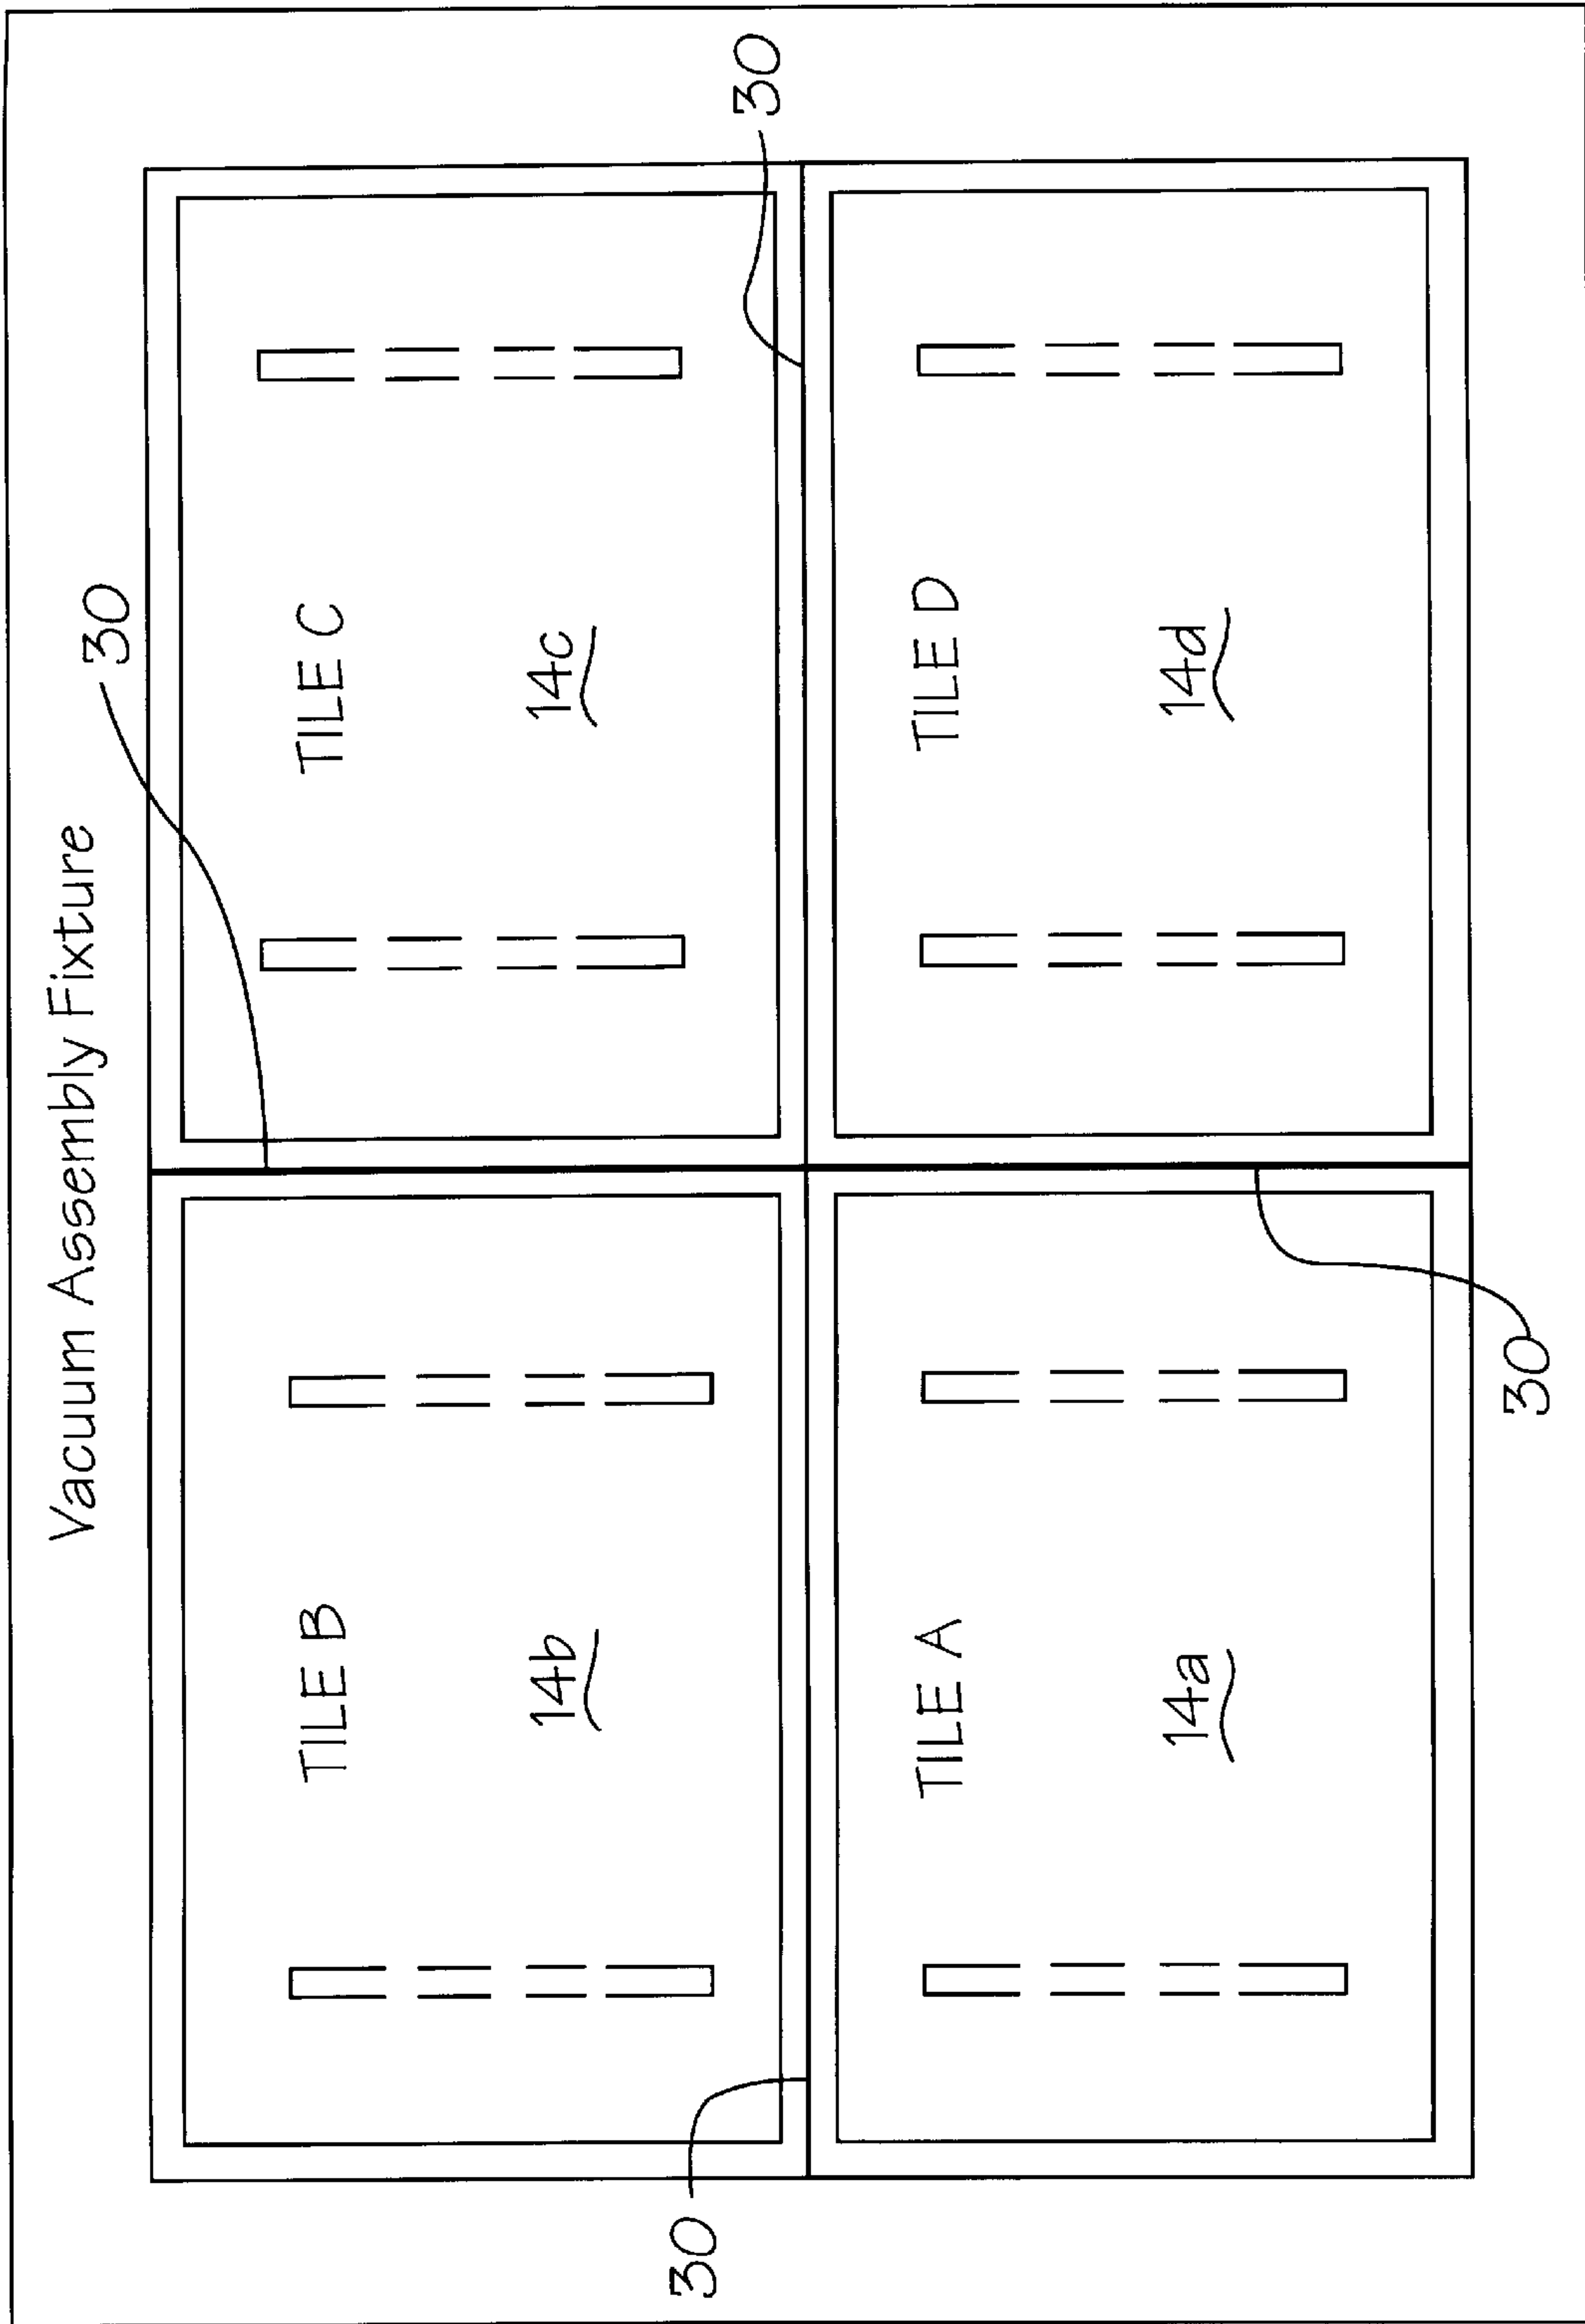 Vacuum Assembly Fixture
30
TILE B
14b
TILE C
14c
30
30
TILE A
14a
TILE D
14d
30